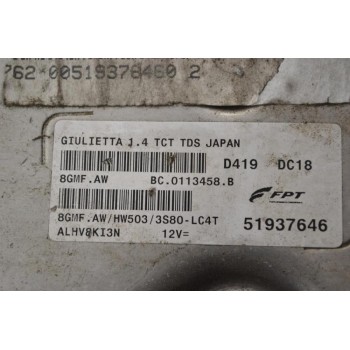 762-00519376460 2
GIULIETTA 1.4 TCT TDS JAPAN
D419 DC18
8GMF.AW BC.0113458.B
FPT
8GMF.AW/HW503/3S80-LC4T 51937646
ALHV8KI3N 12V=